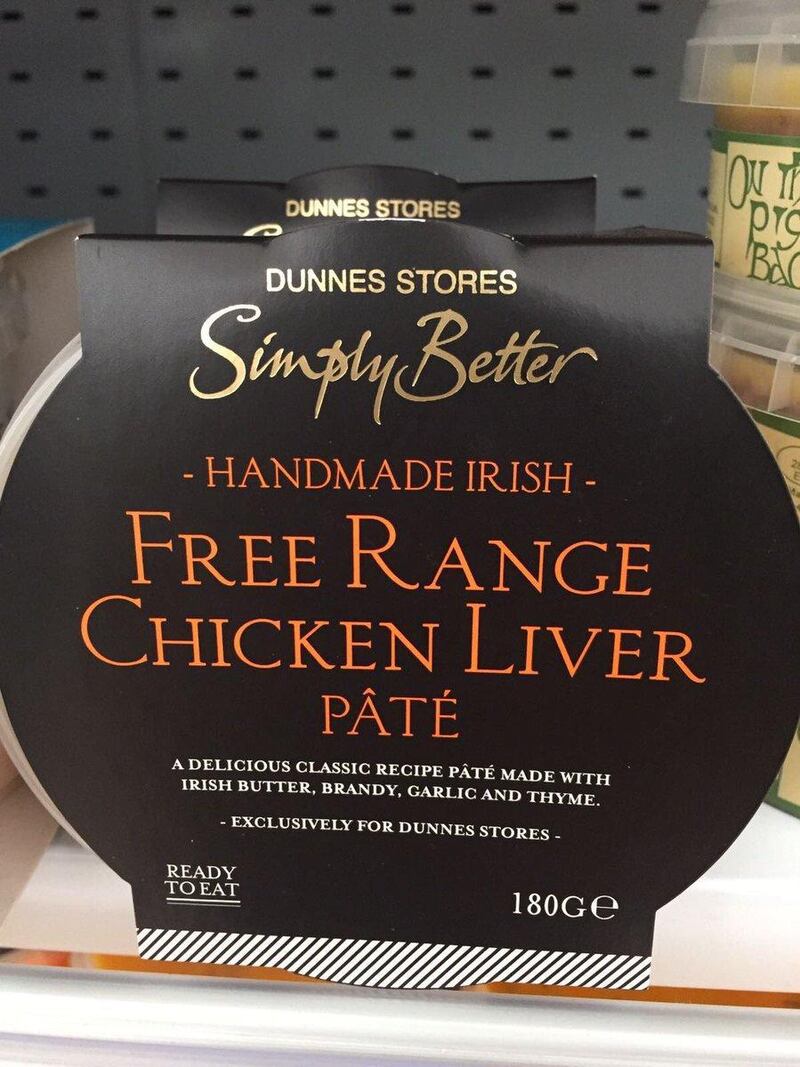 DUNNES STORES
DUNNES STORES
Simply Better
- HANDMADE IRISH -
FREE RANGE
CHICKEN LIVER
PÂTÉ
A DELICIOUS CLASSIC RECIPE PÂTÉ MADE WITH
IRISH BUTTER, BRANDY, GARLIC AND THYME.
- EXCLUSIVELY FOR DUNNES STORES -
READY
TO EAT
180G℮
ON